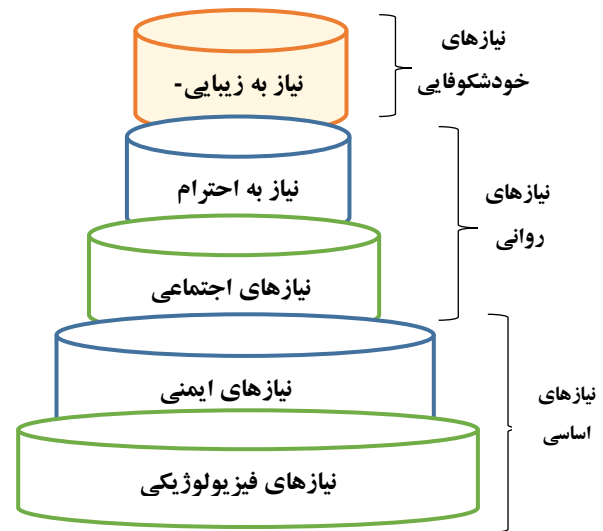 نیازهای
خودشکوفایی
نیاز به زیبایی-
نیازهای
روانی
نیاز به احترام
نیازهای اجتماعی
نیازهای
اساسی
نیازهای ایمنی
نیازهای فیزیولوژیکی